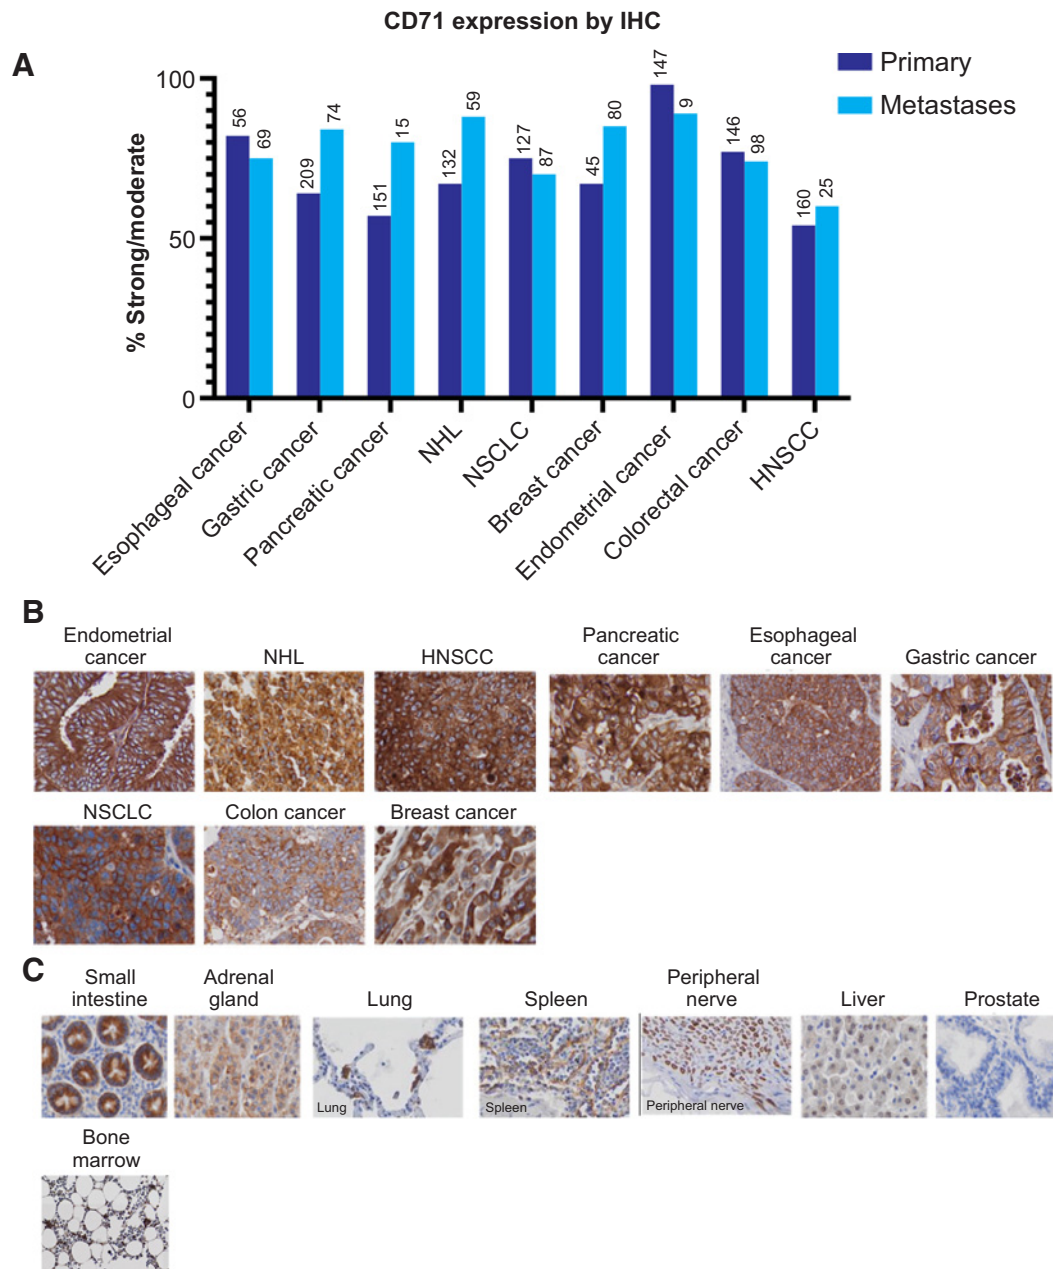 CD71 expression by IHC
A
Primary
Metastases
% Strong/moderate
100
50
0
56
69
209
74
151
15
132
59
127
87
45
80
147
9
146
98
160
25
Esophageal cancer
Gastric cancer
Pancreatic cancer
NHL
NSCLC
Breast cancer
Endometrial cancer
Colorectal cancer
HNSCC
B
Endometrial
cancer
NHL
HNSCC
Pancreatic
cancer
Esophageal
cancer
Gastric cancer
NSCLC
Colon cancer
Breast cancer
C
Small
intestine
Adrenal
gland
Lung
Spleen
Peripheral
nerve
Liver
Prostate
Lung
Spleen
Peripheral nerve
Bone
marrow